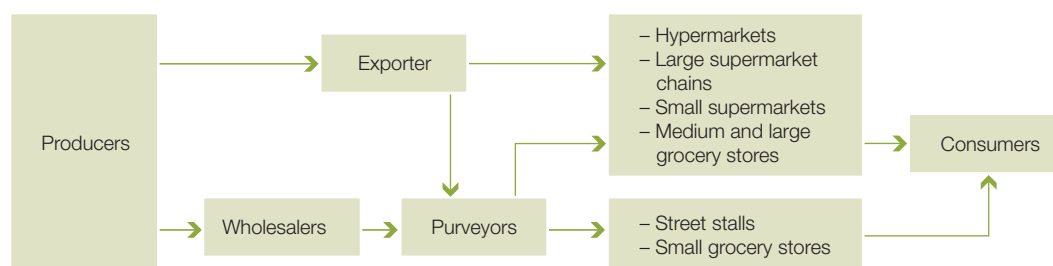 Producers
Exporter
Wholesalers
Purveyors
– Hypermarkets
– Large supermarket
chains
– Small supermarkets
– Medium and large
grocery stores
– Street stalls
– Small grocery stores
Consumers